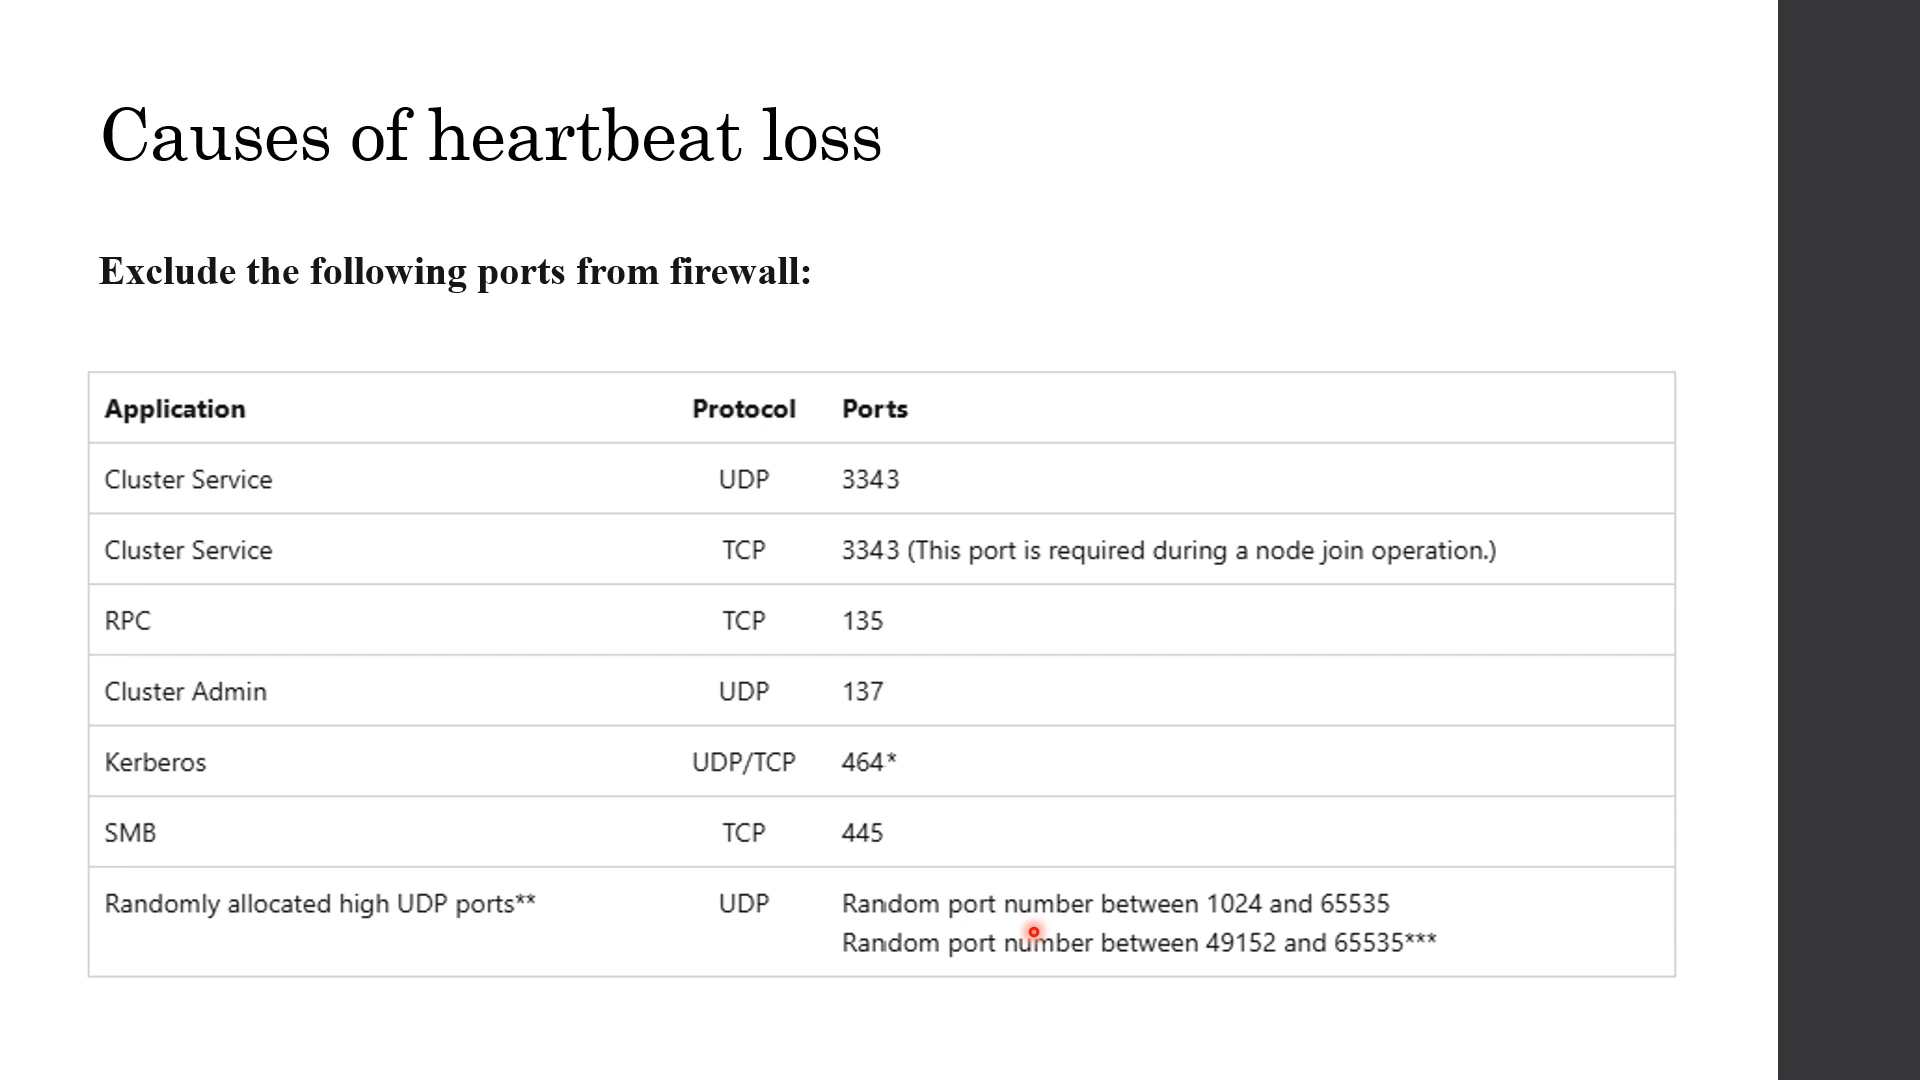 Causes of heartbeat loss
Exclude the following ports from firewall:
Application Protocol Ports
Cluster Service UDP 3343
Cluster Service TCP 3343 (This port is required during a node join operation.)
RPC TCP 135
Cluster Admin UDP 137
Kerberos UDP/TCP 464*
SMB TCP 445
Randomly allocated high UDP ports** UDP Random port number between 1024 and 65535
Random port number between 49152 and 65535***